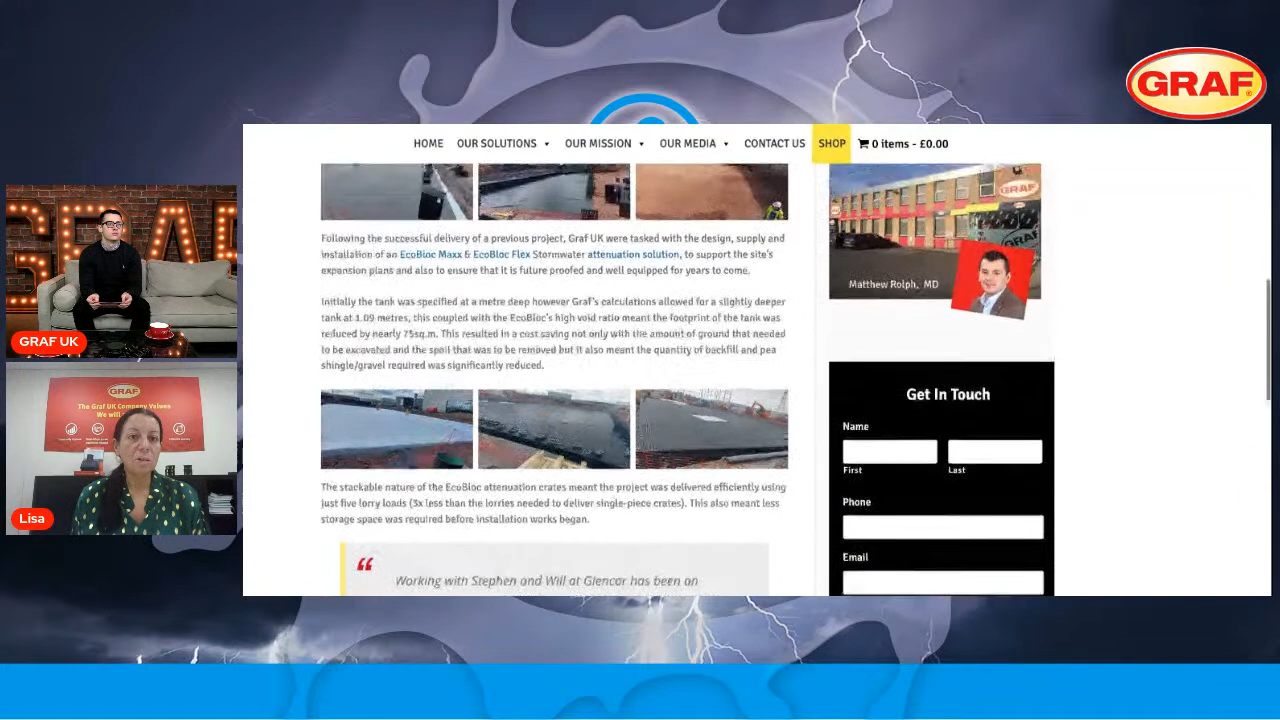 GRAF
HOME OUR SOLUTIONS OUR MISSION OUR MEDIA CONTACT US SHOP 0 items - £0.00
Following the successful delivery of a previous project, Graf UK were tasked with the design, supply and
installation of an EcoBloc Maxx & EcoBloc Flex Stormwater attenuation solution, to support the site's
expansion plans and also to ensure that it is future proofed and well equipped for years to come.
Initially the tank was specified at a metre deep however Graf's calculations allowed for a slightly deeper
tank at 1.09 metres, this coupled with the EcoBloc's high void ratio meant the footprint of the tank was
reduced by nearly 75sq.m. This resulted in a cost saving not only with the amount of ground that needed
to be excavated and the spoil that was to be removed but it also meant the quantity of backfill and pea
shingle/gravel required was significantly reduced.
The stackable nature of the EcoBloc attenuation crates meant the project was delivered efficiently using
just five lorry loads (3x less than the lorries needed to deliver single-piece crates). This also meant less
storage space was required before installation works began.
“ Working with Stephen and Will at Glencar has been an
GRAF
GRAF
Matthew Rolph, MD
Get In Touch
Name
First Last
Phone
Email
GRAF
GRAF UK
GRAF
The Graf UK Company Values
We will
Lisa